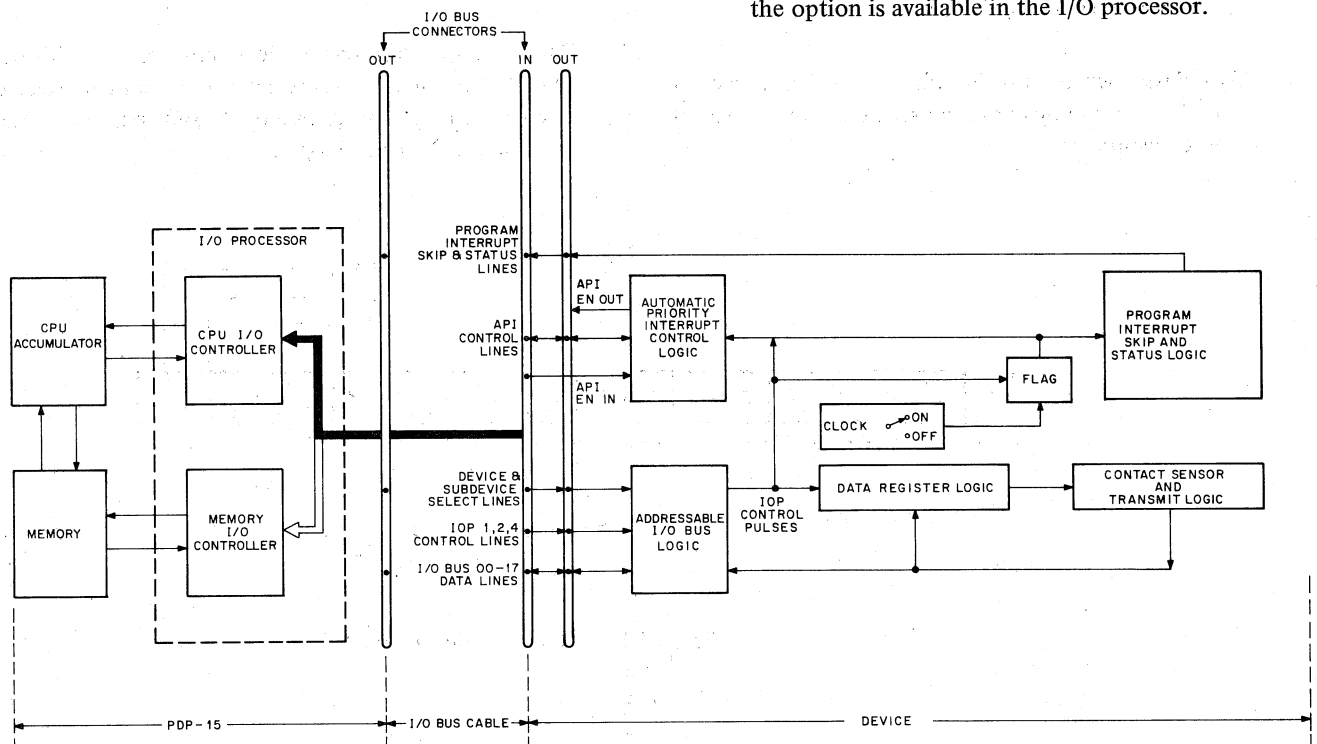 the option is available in the I/O processor.
I/O BUS
CONNECTORS
OUT
IN
OUT
I/O PROCESSOR
CPU
ACCUMULATOR
CPU I/O
CONTROLLER
MEMORY
MEMORY
I/O
CONTROLLER
PROGRAM
INTERRUPT
SKIP & STATUS
LINES
API
CONTROL
LINES
DEVICE &
SUBDEVICE
SELECT LINES
IOP 1,2,4
CONTROL LINES
I/O BUS 00-17
DATA LINES
API
EN OUT
API
EN IN
AUTOMATIC
PRIORITY
INTERRUPT
CONTROL
LOGIC
ADDRESSABLE
I/O BUS
LOGIC
IOP
CONTROL
PULSES
PROGRAM
INTERRUPT
SKIP AND
STATUS LOGIC
FLAG
CLOCK
ON
OFF
DATA REGISTER LOGIC
CONTACT SENSOR
AND
TRANSMIT LOGIC
PDP-15
I/O BUS CABLE
DEVICE